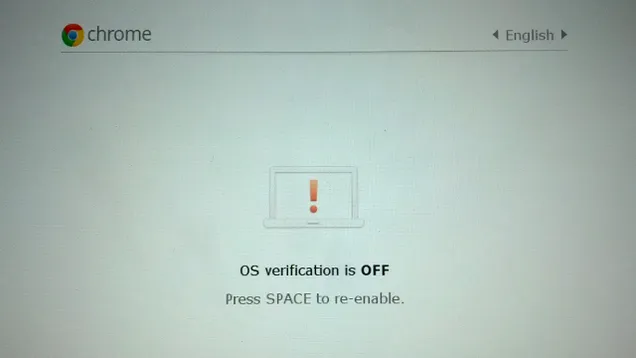 chrome
English
OS verification is OFF
Press SPACE to re-enable.